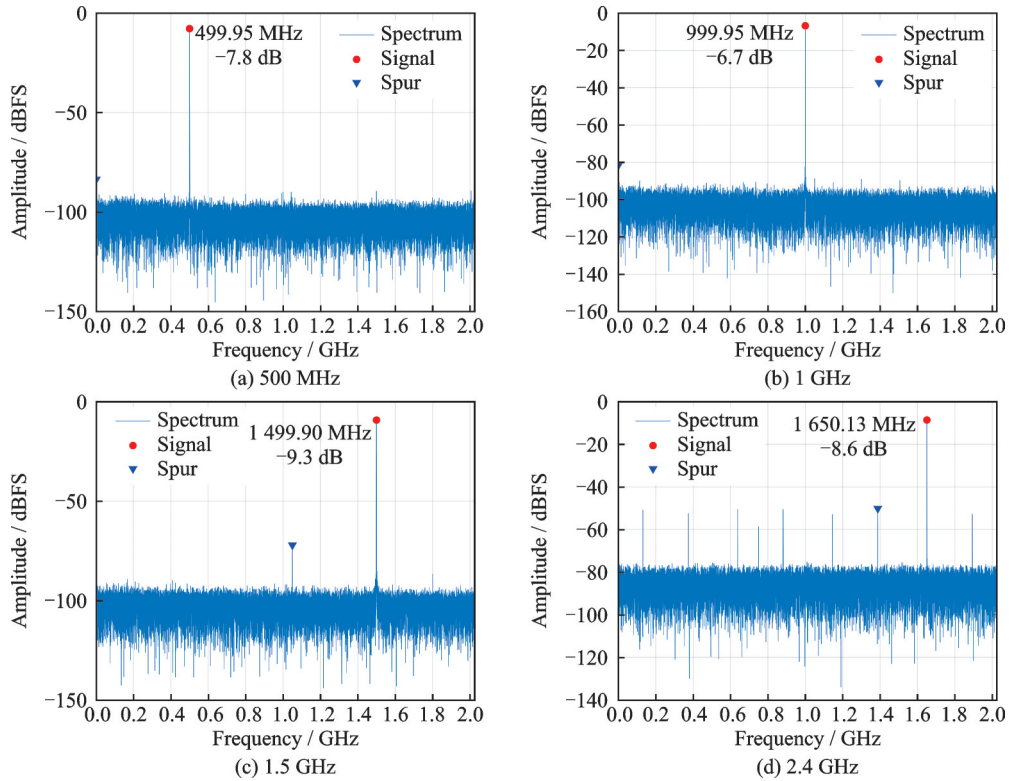 0
−50
−100
−150
Amplitude / dBFS
499.95 MHz
−7.8 dB
Spectrum
Signal
Spur
0.0 0.2 0.4 0.6 0.8 1.0 1.2 1.4 1.6 1.8 2.0
Frequency / GHz
(a) 500 MHz
0
−20
−40
−60
−80
−100
−120
−140
−160
Amplitude / dBFS
999.95 MHz
−6.7 dB
Spectrum
Signal
Spur
0.0 0.2 0.4 0.6 0.8 1.0 1.2 1.4 1.6 1.8 2.0
Frequency / GHz
(b) 1 GHz
0
−50
−100
−150
Amplitude / dBFS
Spectrum
Signal
Spur
1 499.90 MHz
−9.3 dB
0.0 0.2 0.4 0.6 0.8 1.0 1.2 1.4 1.6 1.8 2.0
Frequency / GHz
(c) 1.5 GHz
0
−20
−40
−60
−80
−100
−120
−140
Amplitude / dBFS
Spectrum
Signal
Spur
1 650.13 MHz
−8.6 dB
0.0 0.2 0.4 0.6 0.8 1.0 1.2 1.4 1.6 1.8 2.0
Frequency / GHz
(d) 2.4 GHz